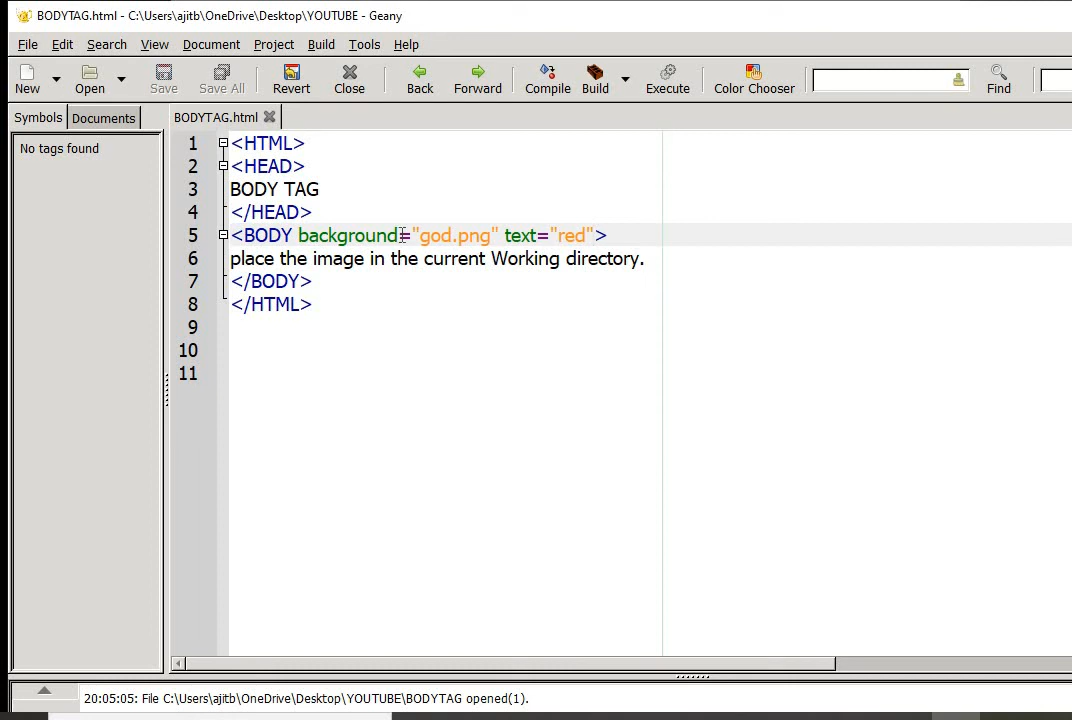 BODYTAG.html - C:\Users\ajitb\OneDrive\Desktop\YOUTUBE - Geany
File Edit Search View Document Project Build Tools Help
New Open Save Save All Revert Close Back Forward Compile Build Execute Color Chooser Find
Symbols Documents BODYTAG.html
No tags found
1 <HTML>
2 <HEAD>
3 BODY TAG
4 </HEAD>
5 <BODY background="god.png" text="red">
6 place the image in the current Working directory.
7 </BODY>
8 </HTML>
9
10
11
20:05:05: File C:\Users\ajitb\OneDrive\Desktop\YOUTUBE\BODYTAG opened(1).